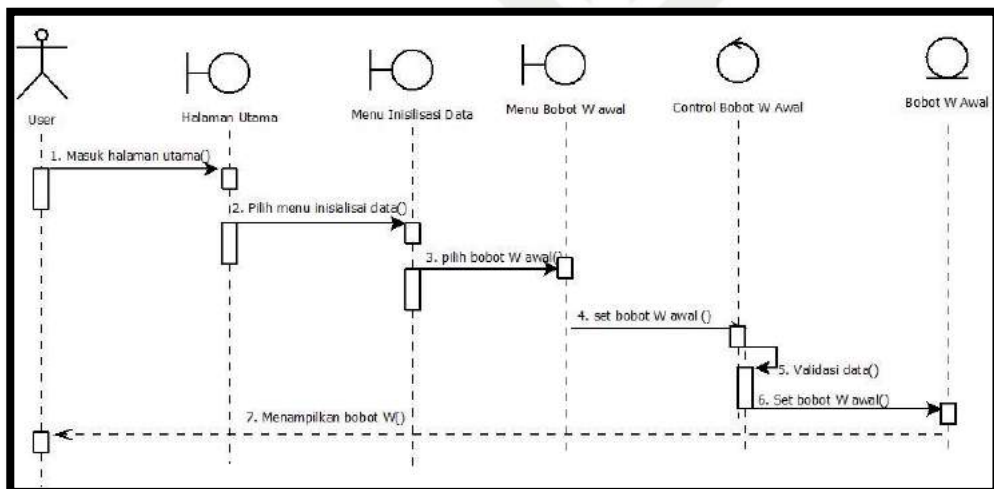 User
Halaman Utama
Menu Inisilisasi Data
Menu Bobot W awal
Control Bobot W Awal
Bobot W Awal
1. Masuk halaman utama()
2. Pilih menu inisialisai data()
3. pilih bobot W awal()
4. set bobot W awal ()
5. Validasi data()
6. Set bobot W awal()
7. Menampilkan bobot W()